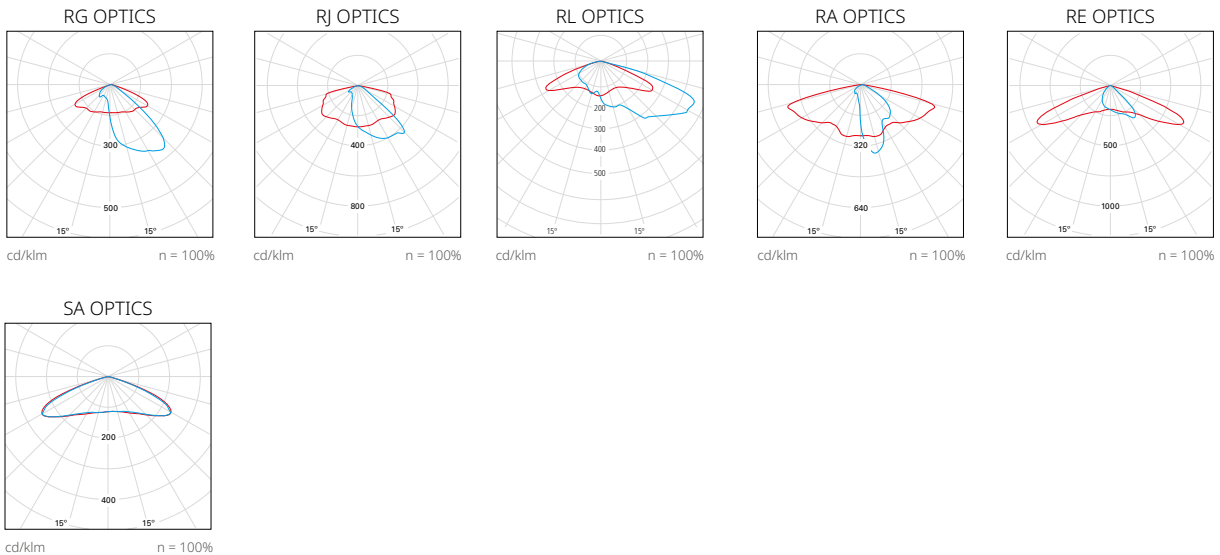 RG OPTICS
300
500
15° 15°
cd/klm n = 100%
RJ OPTICS
400
800
15° 15°
cd/klm n = 100%
RL OPTICS
200
300
400
500
15° 15°
cd/klm n = 100%
RA OPTICS
320
640
15° 15°
cd/klm n = 100%
RE OPTICS
500
1000
15° 15°
cd/klm n = 100%
SA OPTICS
200
400
15° 15°
cd/klm n = 100%